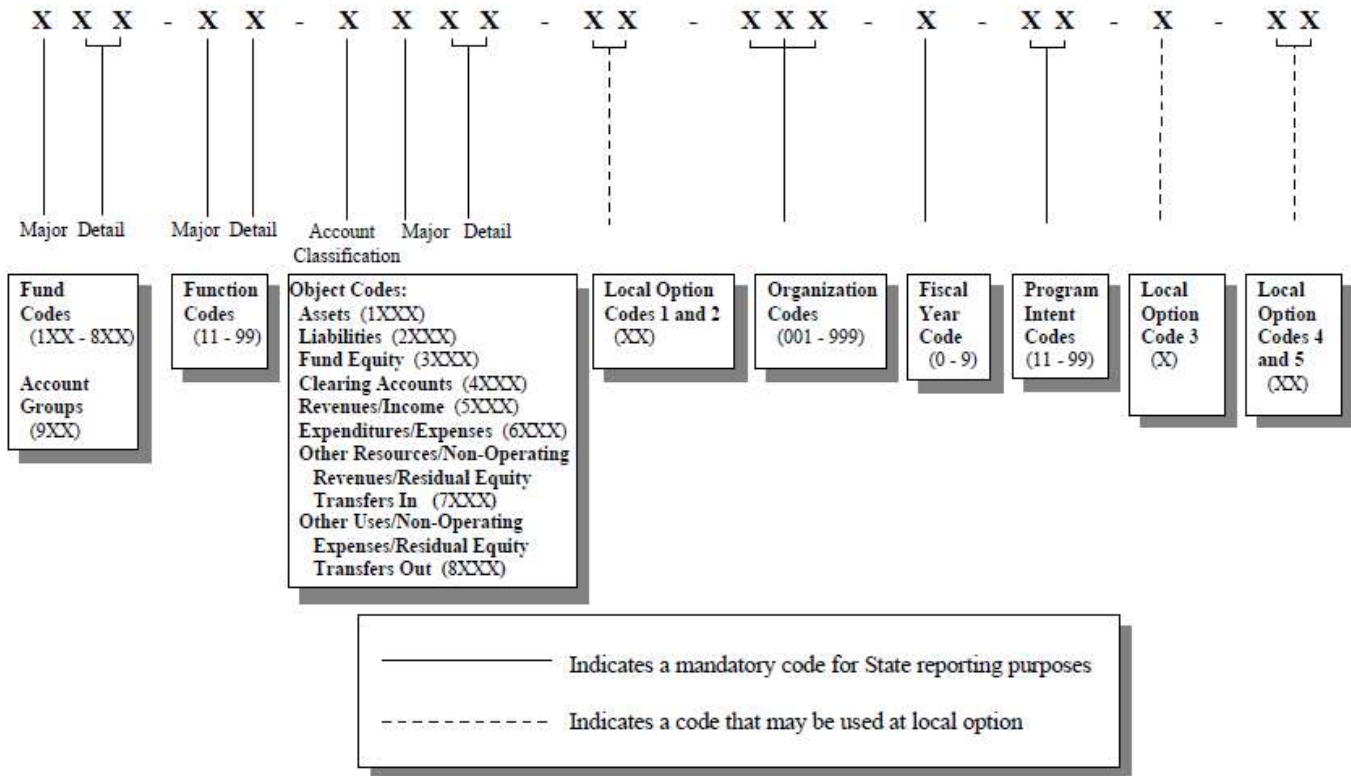 X X X - X X - X X X X - X X - X X X - X - X X - X - X X
Major Detail Major Detail Account Classification Major Detail
Fund
Codes
(1XX - 8XX)
Account
Groups
(9XX)
Function
Codes
(11 - 99)
Object Codes:
Assets (1XXX)
Liabilities (2XXX)
Fund Equity (3XXX)
Clearing Accounts (4XXX)
Revenues/Income (5XXX)
Expenditures/Expenses (6XXX)
Other Resources/Non-Operating
Revenues/Residual Equity
Transfers In (7XXX)
Other Uses/Non-Operating
Expenses/Residual Equity
Transfers Out (8XXX)
Local Option
Codes 1 and 2
(XX)
Organization
Codes
(001 - 999)
Fiscal
Year
Code
(0 - 9)
Program
Intent
Codes
(11 - 99)
Local
Option
Code 3
(X)
Local
Option
Codes 4
and 5
(XX)
Indicates a mandatory code for State reporting purposes
Indicates a code that may be used at local option